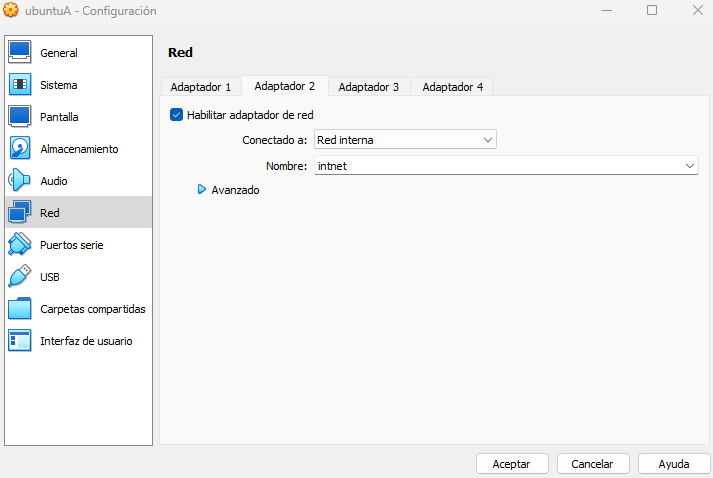 ubuntuA - Configuración
General
Sistema
Pantalla
Almacenamiento
Audio
Red
Puertos serie
USB
Carpetas compartidas
Interfaz de usuario
Red
Adaptador 1 Adaptador 2 Adaptador 3 Adaptador 4
Habilitar adaptador de red
Conectado a: Red interna
Nombre: intnet
Avanzado
Aceptar Cancelar Ayuda